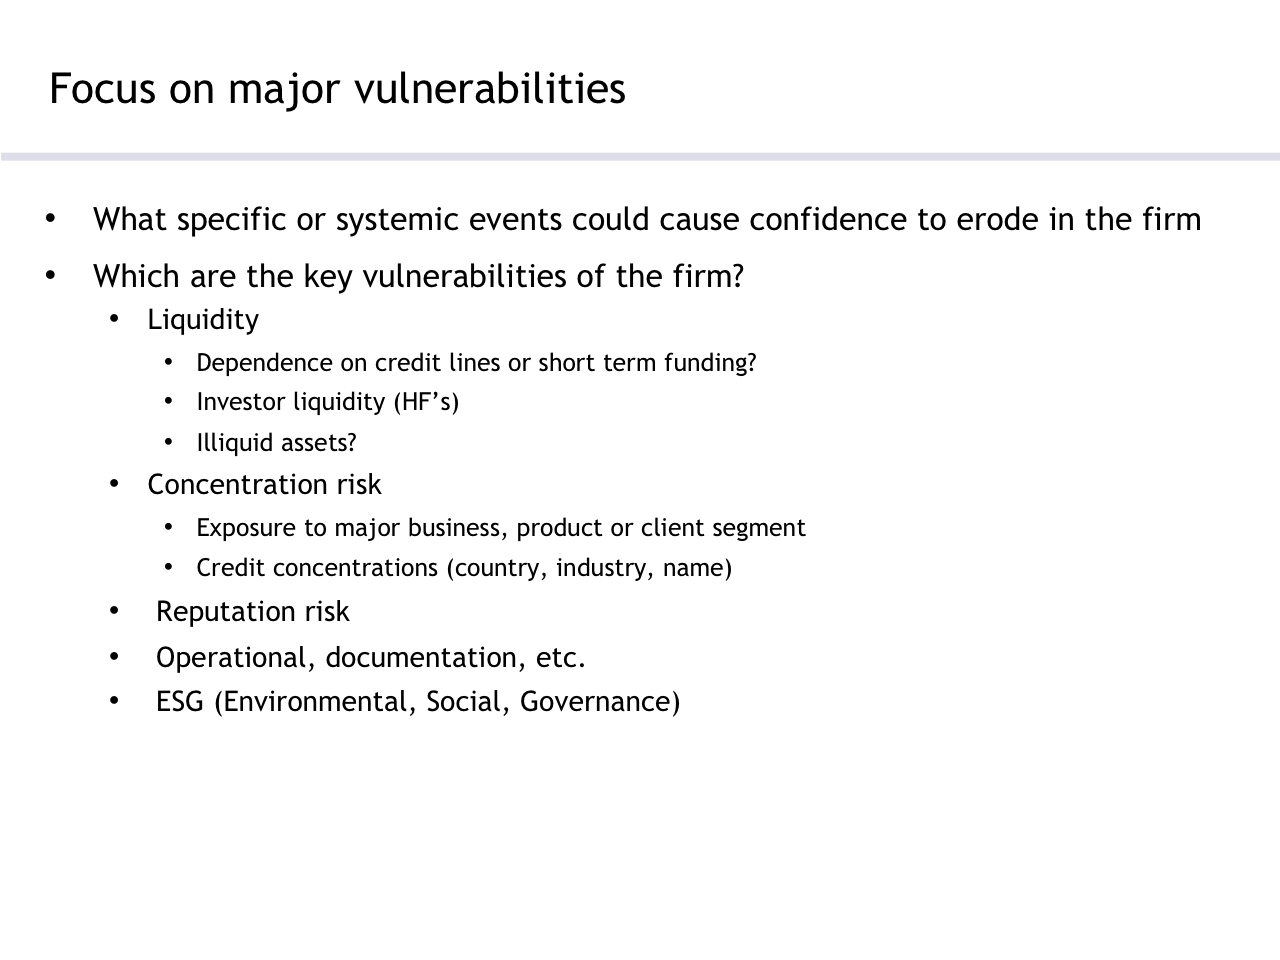 Focus on major vulnerabilities
• What specific or systemic events could cause confidence to erode in the firm
• Which are the key vulnerabilities of the firm?
• Liquidity
• Dependence on credit lines or short term funding?
• Investor liquidity (HF’s)
• Illiquid assets?
• Concentration risk
• Exposure to major business, product or client segment
• Credit concentrations (country, industry, name)
• Reputation risk
• Operational, documentation, etc.
• ESG (Environmental, Social, Governance)